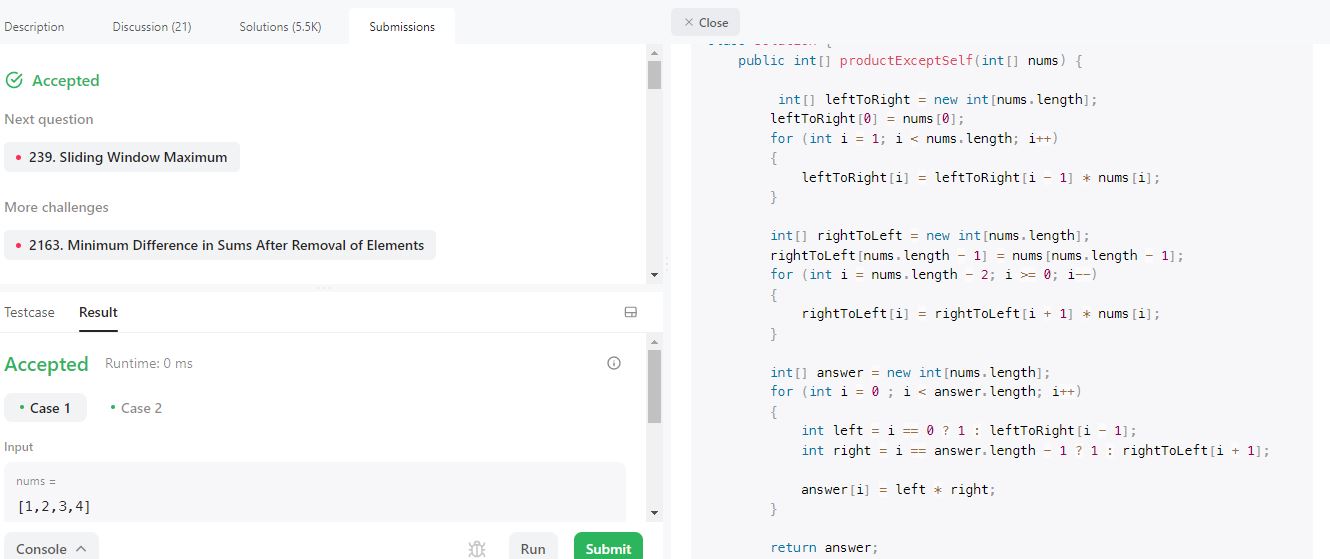 Description Discussion (21) Solutions (5.5K) Submissions
Accepted
Next question
239. Sliding Window Maximum
More challenges
2163. Minimum Difference in Sums After Removal of Elements
Testcase Result
Accepted Runtime: 0 ms
Case 1 Case 2
Input
nums =
[1,2,3,4]
Console Run Submit
Close
public int[] productExceptSelf(int[] nums) {
int[] leftToRight = new int[nums.length];
leftToRight[0] = nums[0];
for (int i = 1; i < nums.length; i++)
{
leftToRight[i] = leftToRight[i - 1] * nums[i];
}
int[] rightToLeft = new int[nums.length];
rightToLeft[nums.length - 1] = nums[nums.length - 1];
for (int i = nums.length - 2; i >= 0; i--)
{
rightToLeft[i] = rightToLeft[i + 1] * nums[i];
}
int[] answer = new int[nums.length];
for (int i = 0 ; i < answer.length; i++)
{
int left = i == 0 ? 1 : leftToRight[i - 1];
int right = i == answer.length - 1 ? 1 : rightToLeft[i + 1];
answer[i] = left * right;
}
return answer;